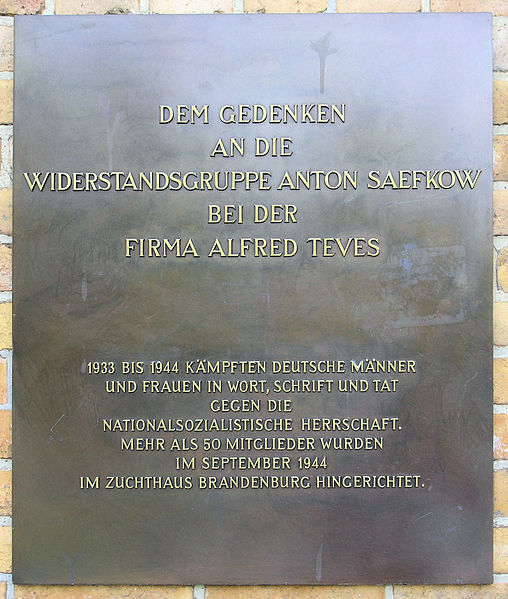 DEM GEDENKEN
AN DIE
WIDERSTANDSGRUPPE ANTON SAEFKOW
BEI DER
FIRMA ALFRED TEVES
1933 BIS 1944 KÄMPFTEN DEUTSCHE MÄNNER
UND FRAUEN IN WORT, SCHRIFT UND TAT
GEGEN DIE
NATIONALSOZIALISTISCHE HERRSCHAFT.
MEHR ALS 50 MITGLIEDER WURDEN
IM SEPTEMBER 1944
IM ZUCHTHAUS BRANDENBURG HINGERICHTET.